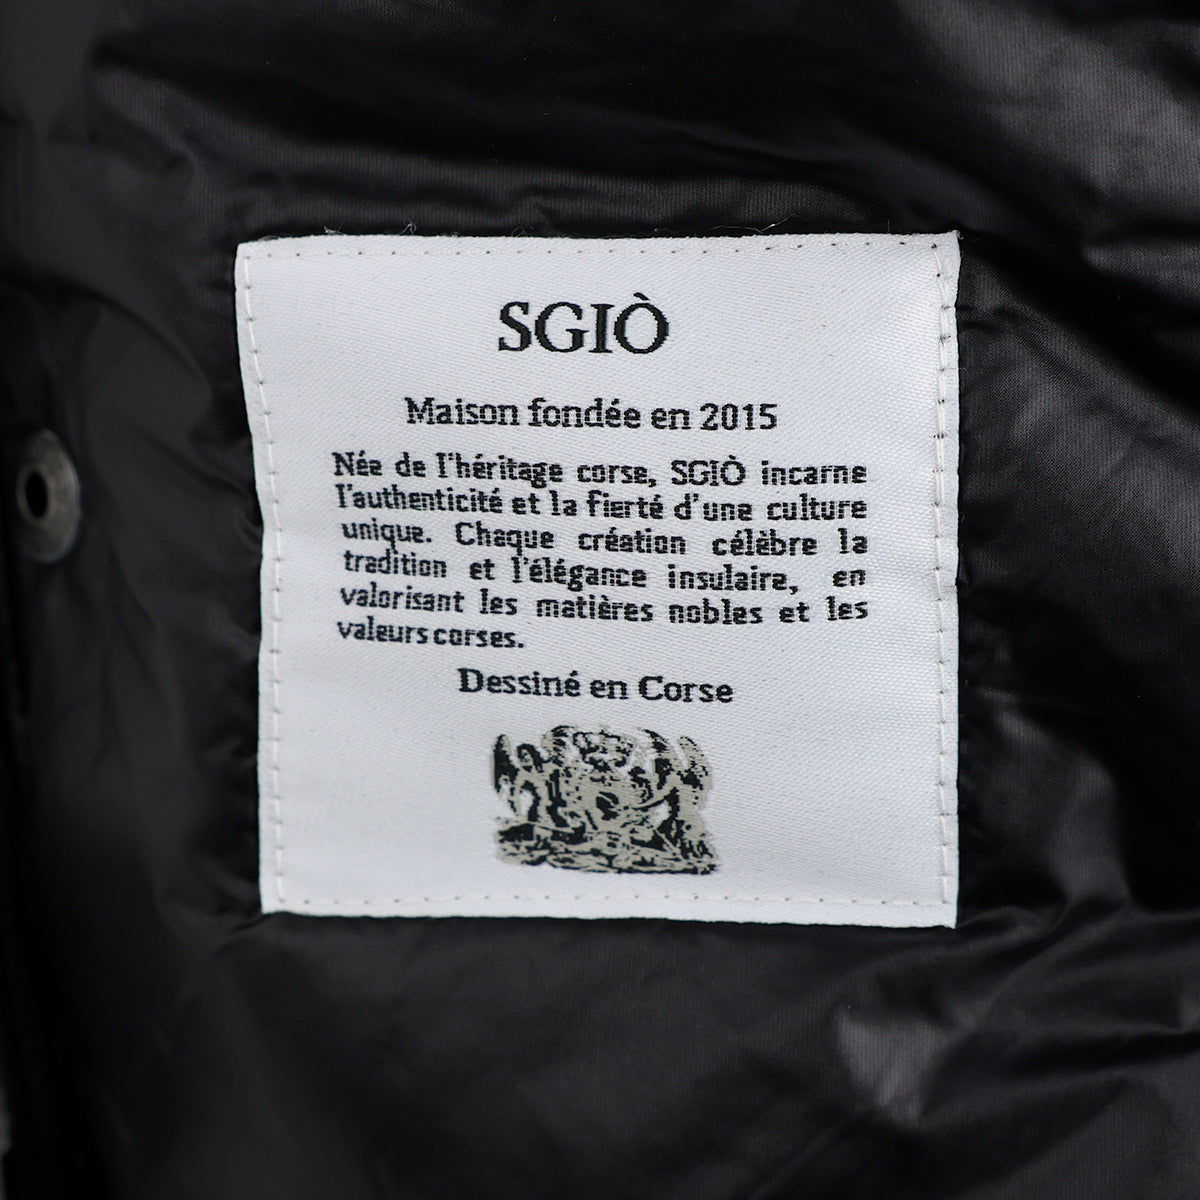 SGIÒ
Maison fondée en 2015
Née de l'héritage corse, SGIÒ incarne
l'authenticité et la fierté d'une culture
unique. Chaque création célèbre la
tradition et l'élégance insulaire, en
valorisant les matières nobles et les
valeurs corses.
Dessiné en Corse